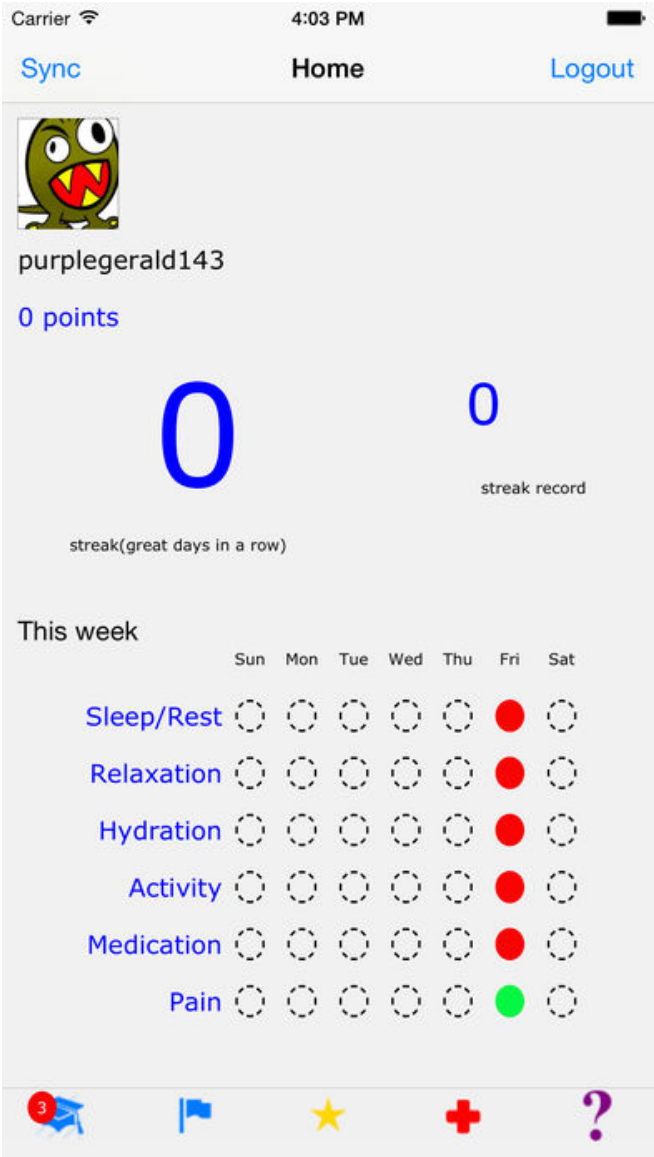 Carrier 4:03 PM
Sync Home Logout
purplegerald143
0 points
0 0
streak record
streak(great days in a row)
This week
Sun Mon Tue Wed Thu Fri Sat
Sleep/Rest
Relaxation
Hydration
Activity
Medication
Pain
3 ?